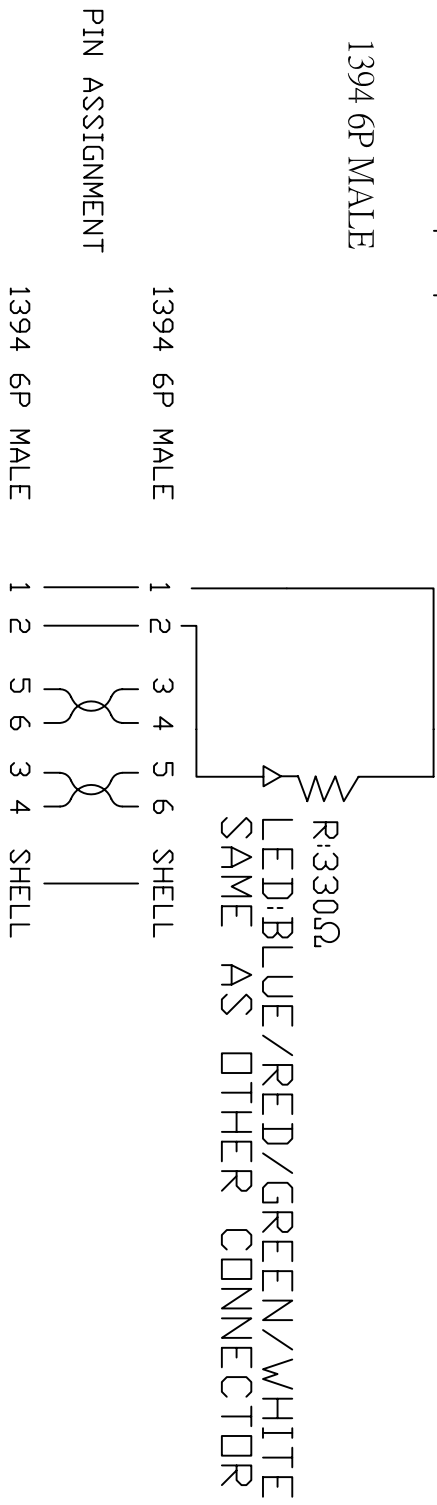 1394 6P MALE
R:330Ω
LED:BLUE/RED/GREEN/WHITE
SAME AS OTHER CONNECTOR
PIN ASSIGNMENT
1394 6P MALE 1 2 3 4 5 6 SHELL
1394 6P MALE 1 2 5 6 3 4 SHELL